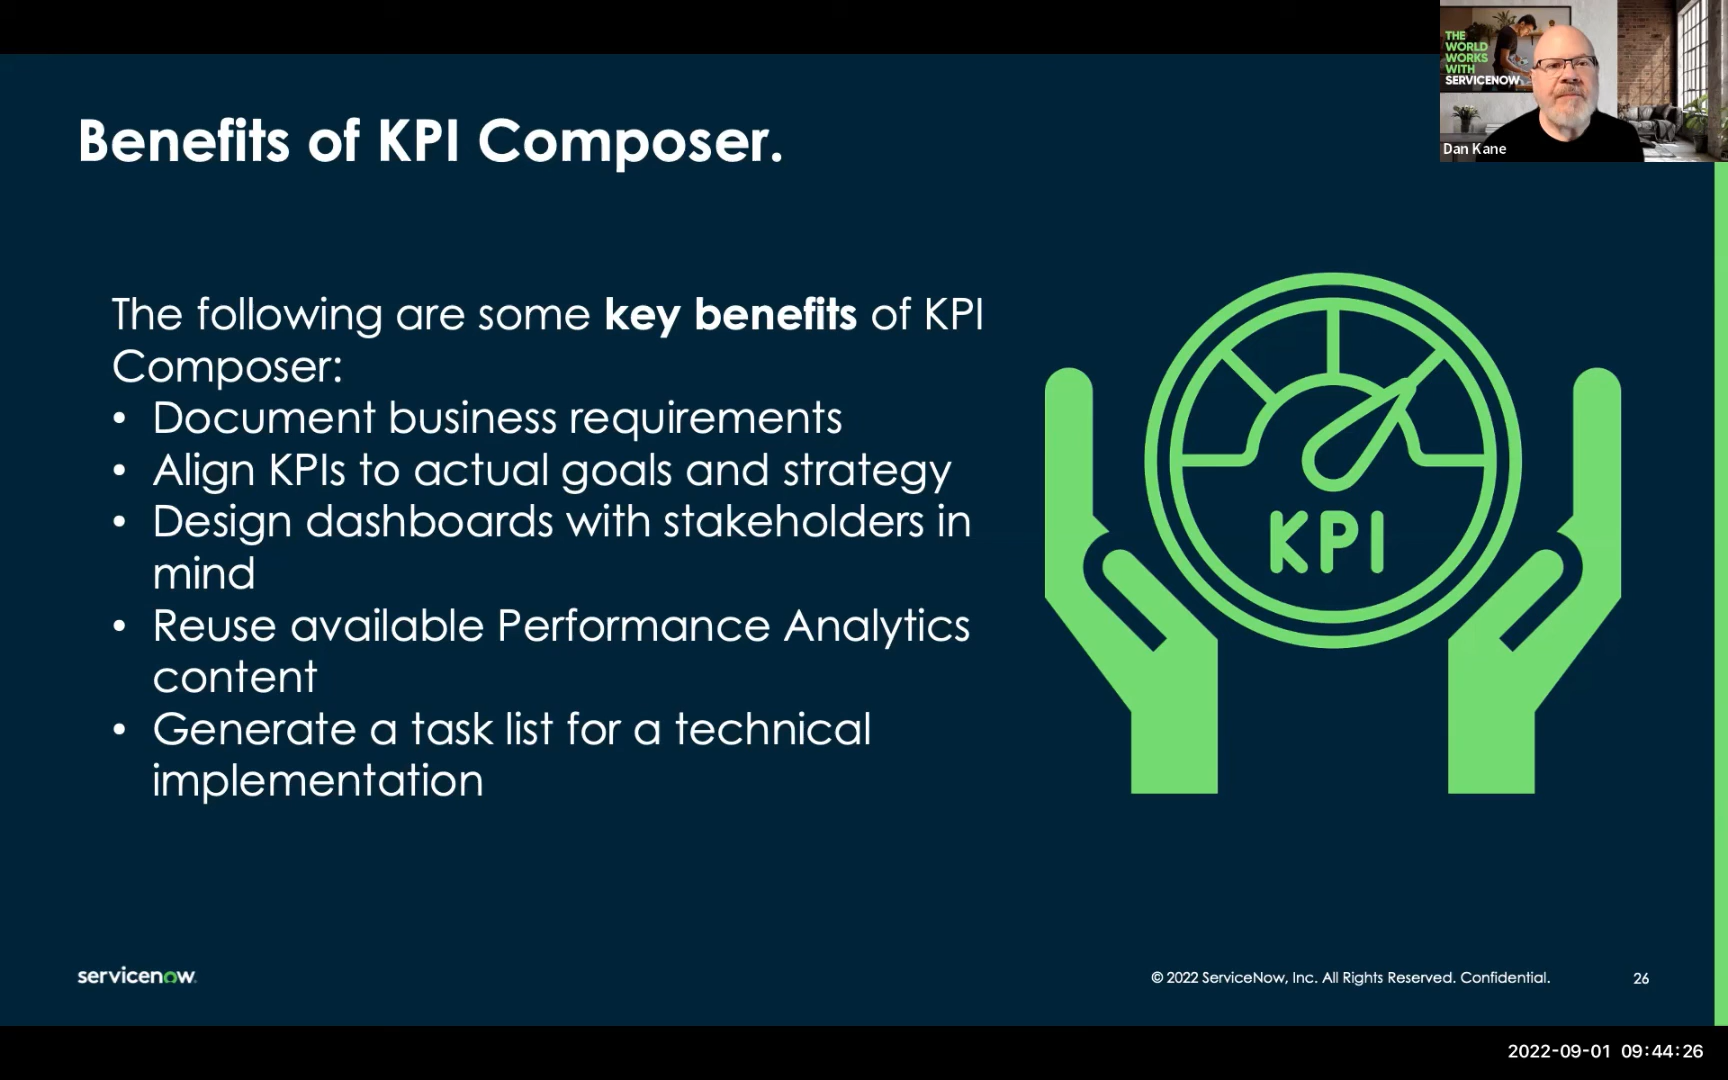 THE
WORLD
WORKS
WITH
SERVICENOW
Dan Kane
Benefits of KPI Composer.
The following are some key benefits of KPI
Composer:
• Document business requirements
• Align KPIs to actual goals and strategy
• Design dashboards with stakeholders in
mind
• Reuse available Performance Analytics
content
• Generate a task list for a technical
implementation
KPI
servicenow
© 2022 ServiceNow, Inc. All Rights Reserved. Confidential.
26
2022-09-01 09:44:26